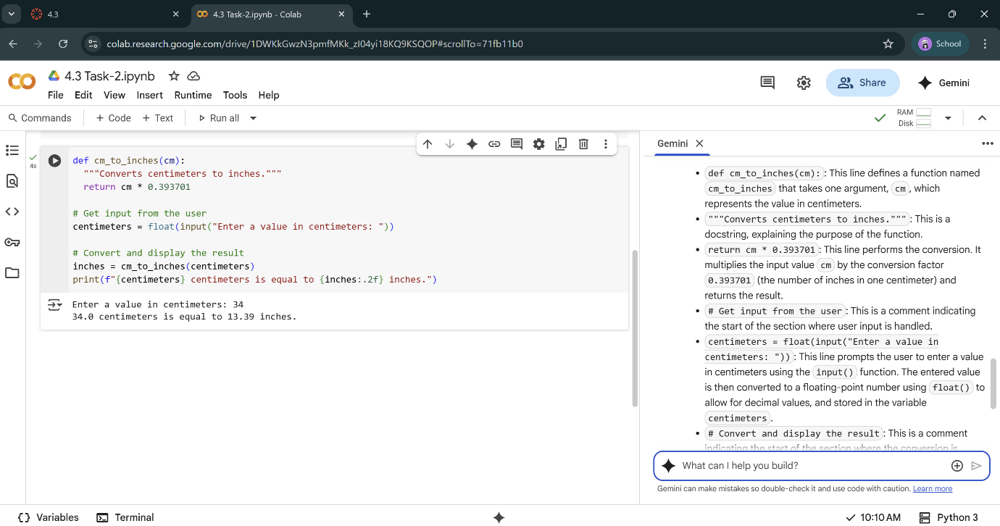 4.3
4.3 Task-2.ipynb - Colab
colab.research.google.com/drive/1DWKkGwzN3pmfMKk_zI04yi18KQ9KSQOP#scrollTo=71fb11b0
School
4.3 Task-2.ipynb
File Edit View Insert Runtime Tools Help
Share
Gemini
Commands + Code + Text Run all
RAM
Disk
4s
def cm_to_inches(cm):
"""Converts centimeters to inches."""
return cm * 0.393701
# Get input from the user
centimeters = float(input("Enter a value in centimeters: "))
# Convert and display the result
inches = cm_to_inches(centimeters)
print(f"{centimeters} centimeters is equal to {inches:.2f} inches.")
Enter a value in centimeters: 34
34.0 centimeters is equal to 13.39 inches.
Gemini
• def cm_to_inches(cm): : This line defines a function named
cm_to_inches that takes one argument, cm , which
represents the value in centimeters.
• """Converts centimeters to inches.""" : This is a
docstring, explaining the purpose of the function.
• return cm * 0.393701 : This line performs the conversion. It
multiplies the input value cm by the conversion factor
0.393701 (the number of inches in one centimeter) and
returns the result.
• # Get input from the user : This is a comment indicating
the start of the section where user input is handled.
• centimeters = float(input("Enter a value in
centimeters: ")) : This line prompts the user to enter a value
in centimeters using the input() function. The entered value
is then converted to a floating-point number using float() to
allow for decimal values, and stored in the variable
centimeters .
• # Convert and display the result : This is a comment
indicating the start of the section where the conversion is
What can I help you build?
Gemini can make mistakes so double-check it and use code with caution. Learn more
Variables Terminal
10:10 AM Python 3